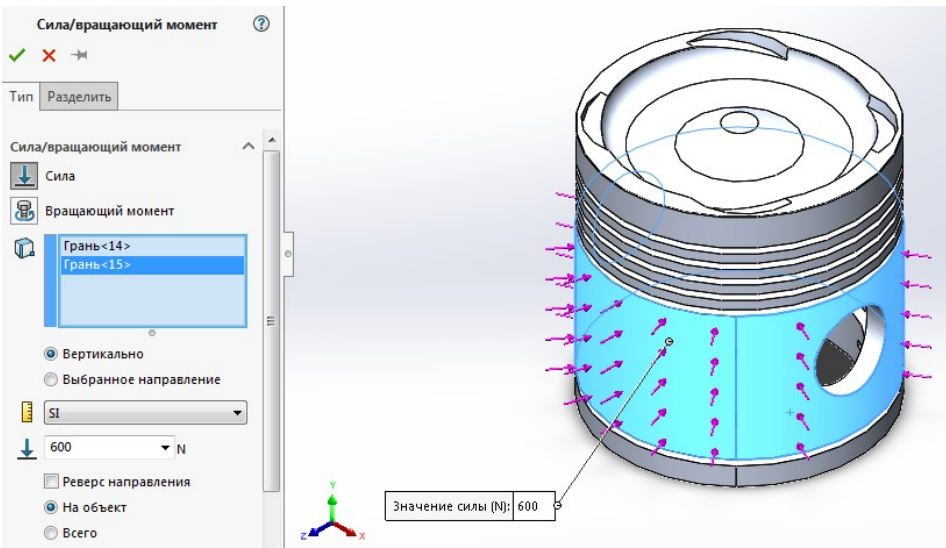 Сила/вращающий момент
Тип Разделить
Сила/вращающий момент
Сила
Вращающий момент
Грань<14>
Грань<15>
Вертикально
Выбранное направление
SI
600 N
Реверс направления
На объект
Всего
Значение силы (N): 600
Y
Z X